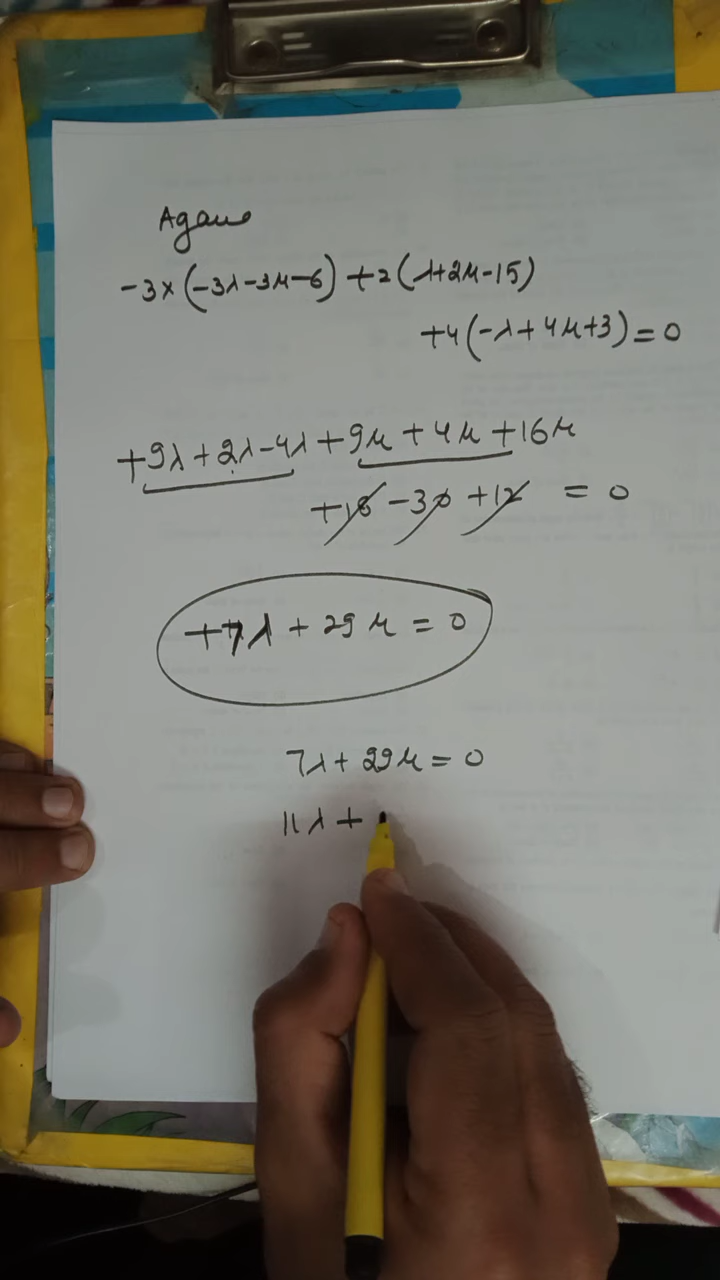 Again
-3×(-3λ-3μ-6)+2(λ+2μ-15)
+4(-λ+4μ+3)=0
+9λ+2λ-4λ+9μ+4μ+16μ
+18-30+12 = 0
+7λ+29μ=0
7λ+29μ=0
11λ+